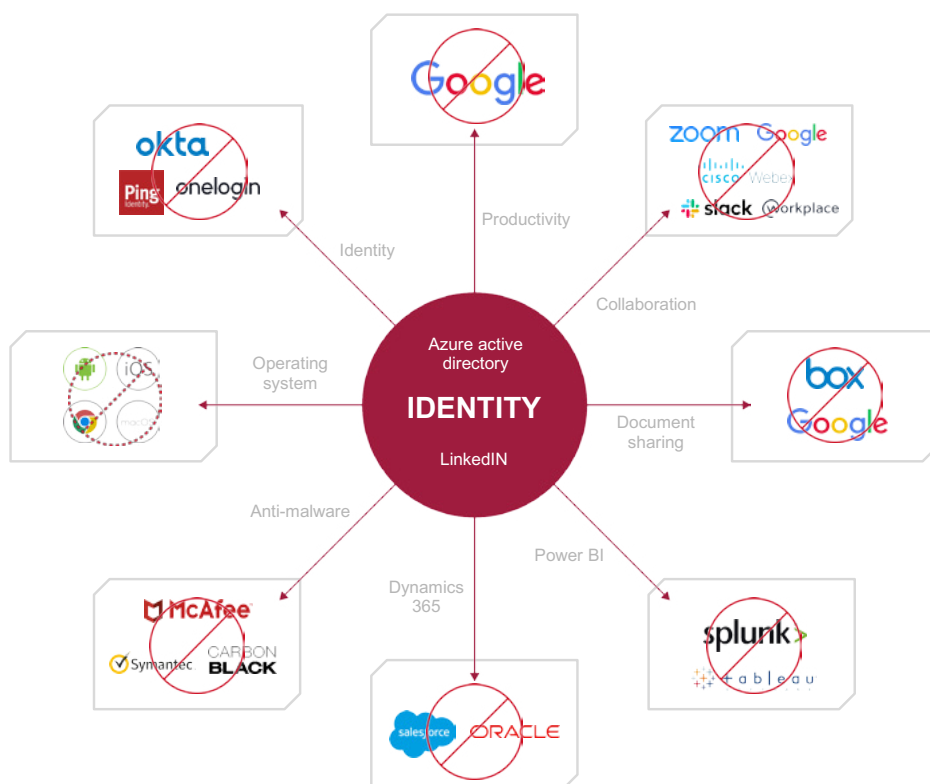 Google
okta
Ping
Identity.
onelogin
zoom Google
CISCO Webex
slack workplace
Productivity
Identity
Collaboration
Azure active
directory
IDENTITY
LinkedIN
Operating
system
iOS
macOS
Document
sharing
box
Google
Anti-malware
Dynamics
365
Power BI
McAfee
Symantec
CARBON
BLACK
salesforce
ORACLE
splunk>
+ableau